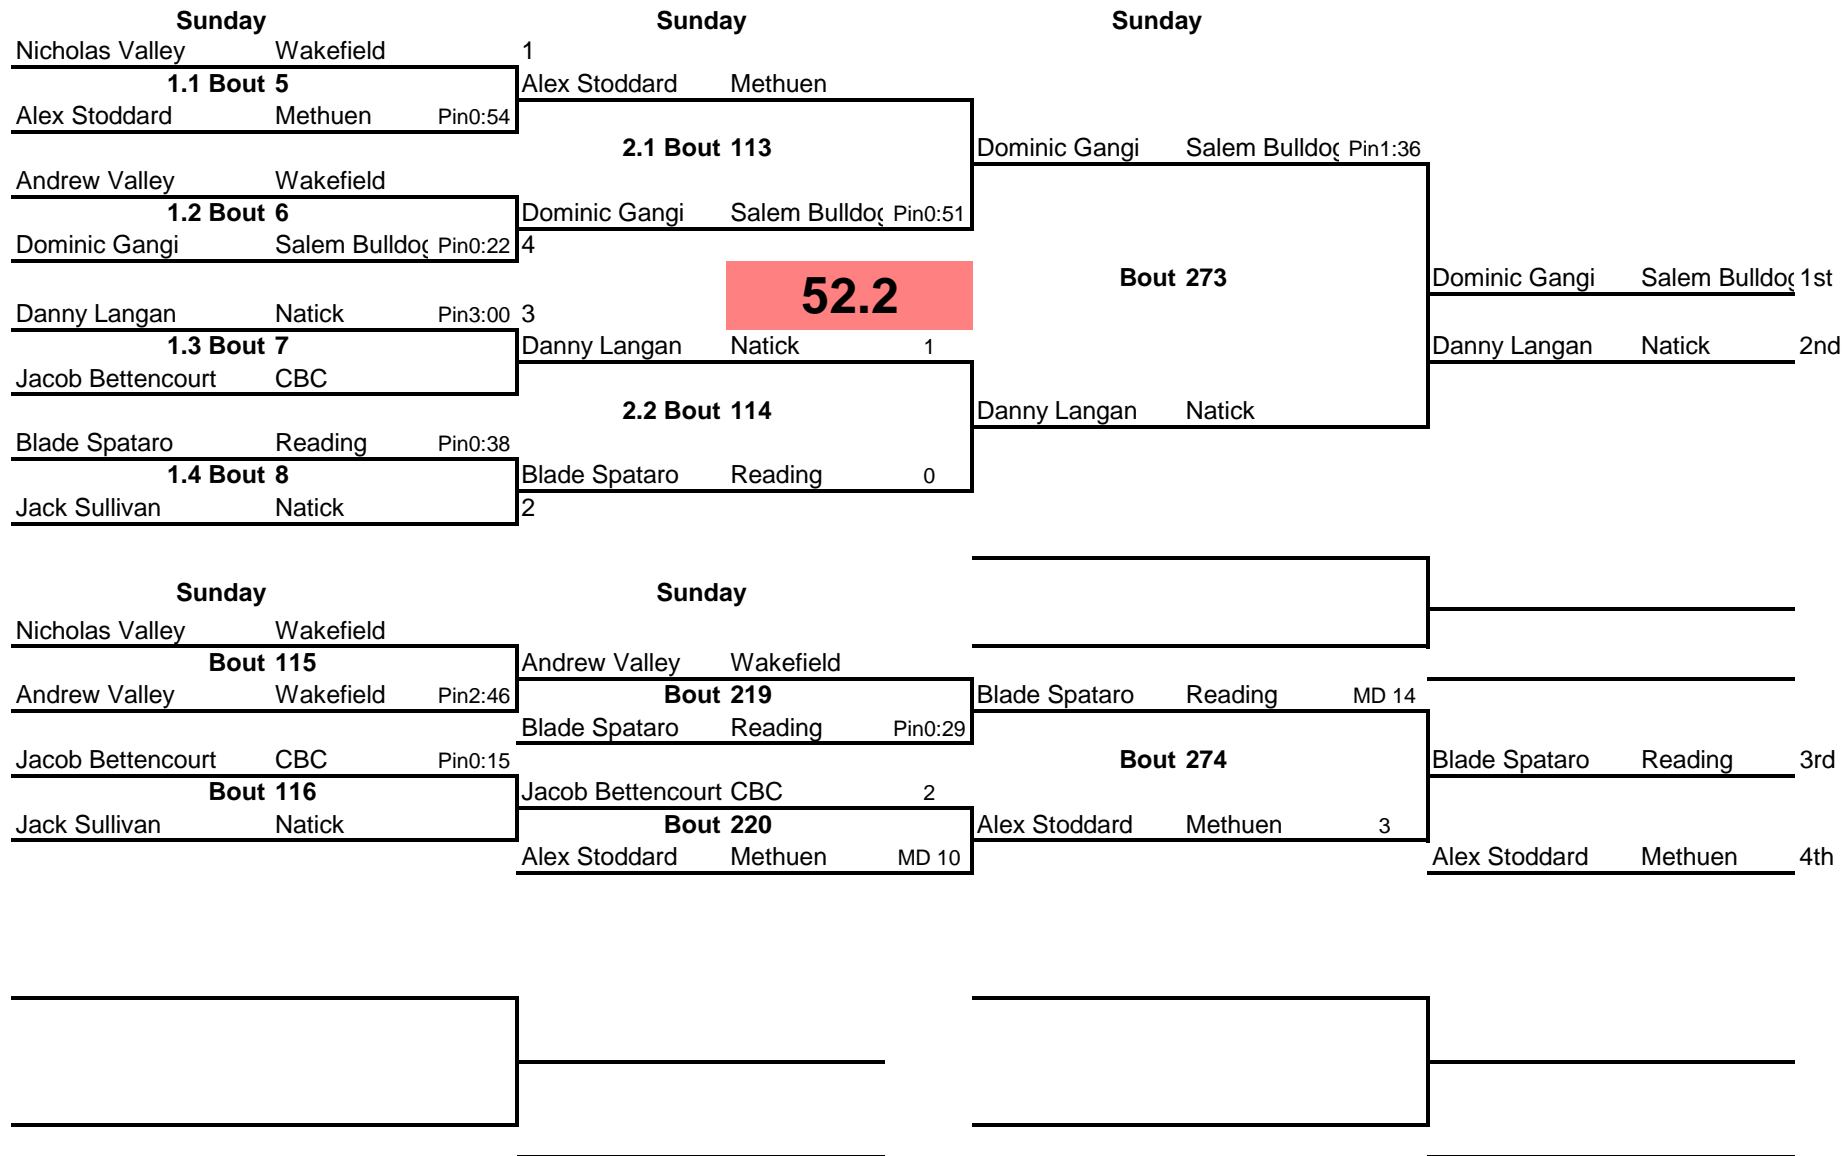 Sunday Sunday Sunday
Nicholas Valley Wakefield 1
1.1 Bout 5 Alex Stoddard Methuen
Alex Stoddard Methuen Pin0:54
2.1 Bout 113 Dominic Gangi Salem Bulldog Pin1:36
Andrew Valley Wakefield
1.2 Bout 6 Dominic Gangi Salem Bulldog Pin0:51
Dominic Gangi Salem Bulldog Pin0:22 4
52.2 Bout 273 Dominic Gangi Salem Bulldog 1st
Danny Langan Natick Pin3:00 3
1.3 Bout 7 Danny Langan Natick 1 Danny Langan Natick 2nd
Jacob Bettencourt CBC
2.2 Bout 114 Danny Langan Natick
Blade Spataro Reading Pin0:38
1.4 Bout 8 Blade Spataro Reading 0
Jack Sullivan Natick 2
Sunday Sunday
Nicholas Valley Wakefield
Bout 115 Andrew Valley Wakefield
Andrew Valley Wakefield Pin2:46 Bout 219 Blade Spataro Reading MD 14
Blade Spataro Reading Pin0:29
Jacob Bettencourt CBC Pin0:15 Bout 274 Blade Spataro Reading 3rd
Bout 116 Jacob Bettencourt CBC 2
Jack Sullivan Natick Bout 220 Alex Stoddard Methuen 3
Alex Stoddard Methuen MD 10 Alex Stoddard Methuen 4th